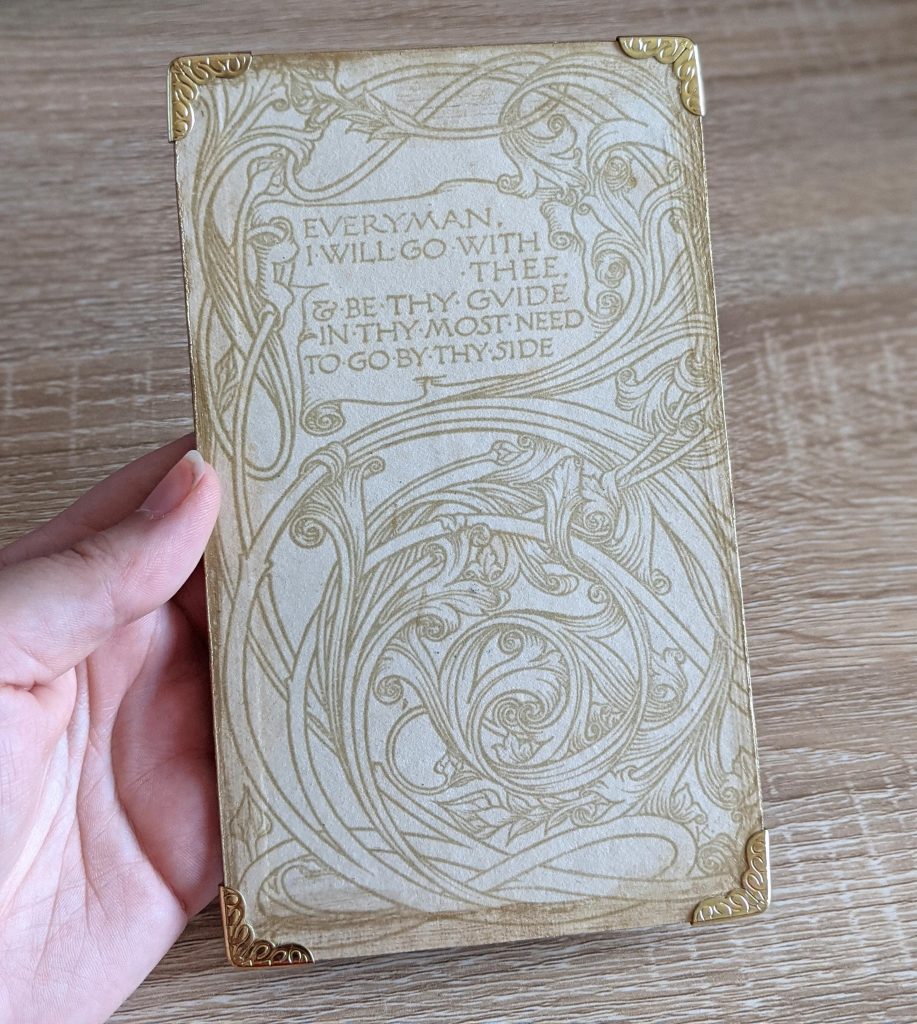 EVERYMAN,
I·WILL·GO·WITH
·THEE,
& BE·THY·GVIDE
IN·THY·MOST·NEED
TO GO·BY·THY·SIDE